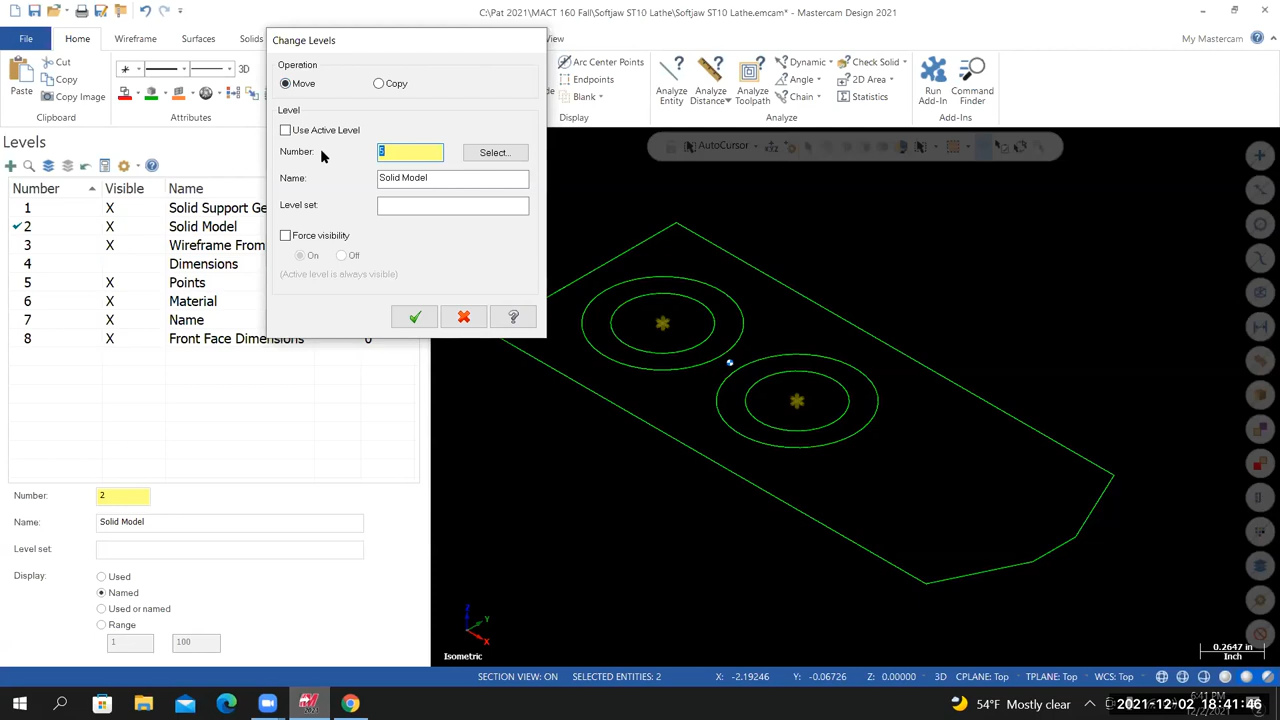 C:\Pat 2021\MACT 160 Fall\Softjaw ST10 Lathe\Softjaw ST10 Lathe.emcam* - Mastercam Design 2021
File
Home
Wireframe
Surfaces
Solids
View
My Mastercam
Paste
Cut
Copy
Copy Image
Clipboard
3D
Attributes
Arc Center Points
Endpoints
Blank
Display
Analyze Entity
Analyze Distance
Analyze Toolpath
Dynamic
Angle
Chain
Check Solid
2D Area
Statistics
Analyze
Run Add-In
Command Finder
Add-Ins
Change Levels
Operation
Move
Copy
Level
Use Active Level
Number: 5
Select...
Name: Solid Model
Level set:
Force visibility
On
Off
(Active level is always visible)
Levels
Number Visible Name
1 X Solid Support Ge
2 X Solid Model
3 X Wireframe From
4 Dimensions
5 X Points
6 X Material
7 X Name
8 X Front Face Dimensions 0
Number: 2
Name: Solid Model
Level set:
Display:
Used
Named
Used or named
Range
1 100
AutoCursor
Z
Y
X
Isometric
0.2647 in
Inch
SECTION VIEW: ON SELECTED ENTITIES: 2 X: -2.19246 Y: -0.06726 Z: 0.00000 3D CPLANE: Top TPLANE: Top WCS: Top
54°F Mostly clear
6:41 PM
12/2/2021
2021-12-02 18:41:46